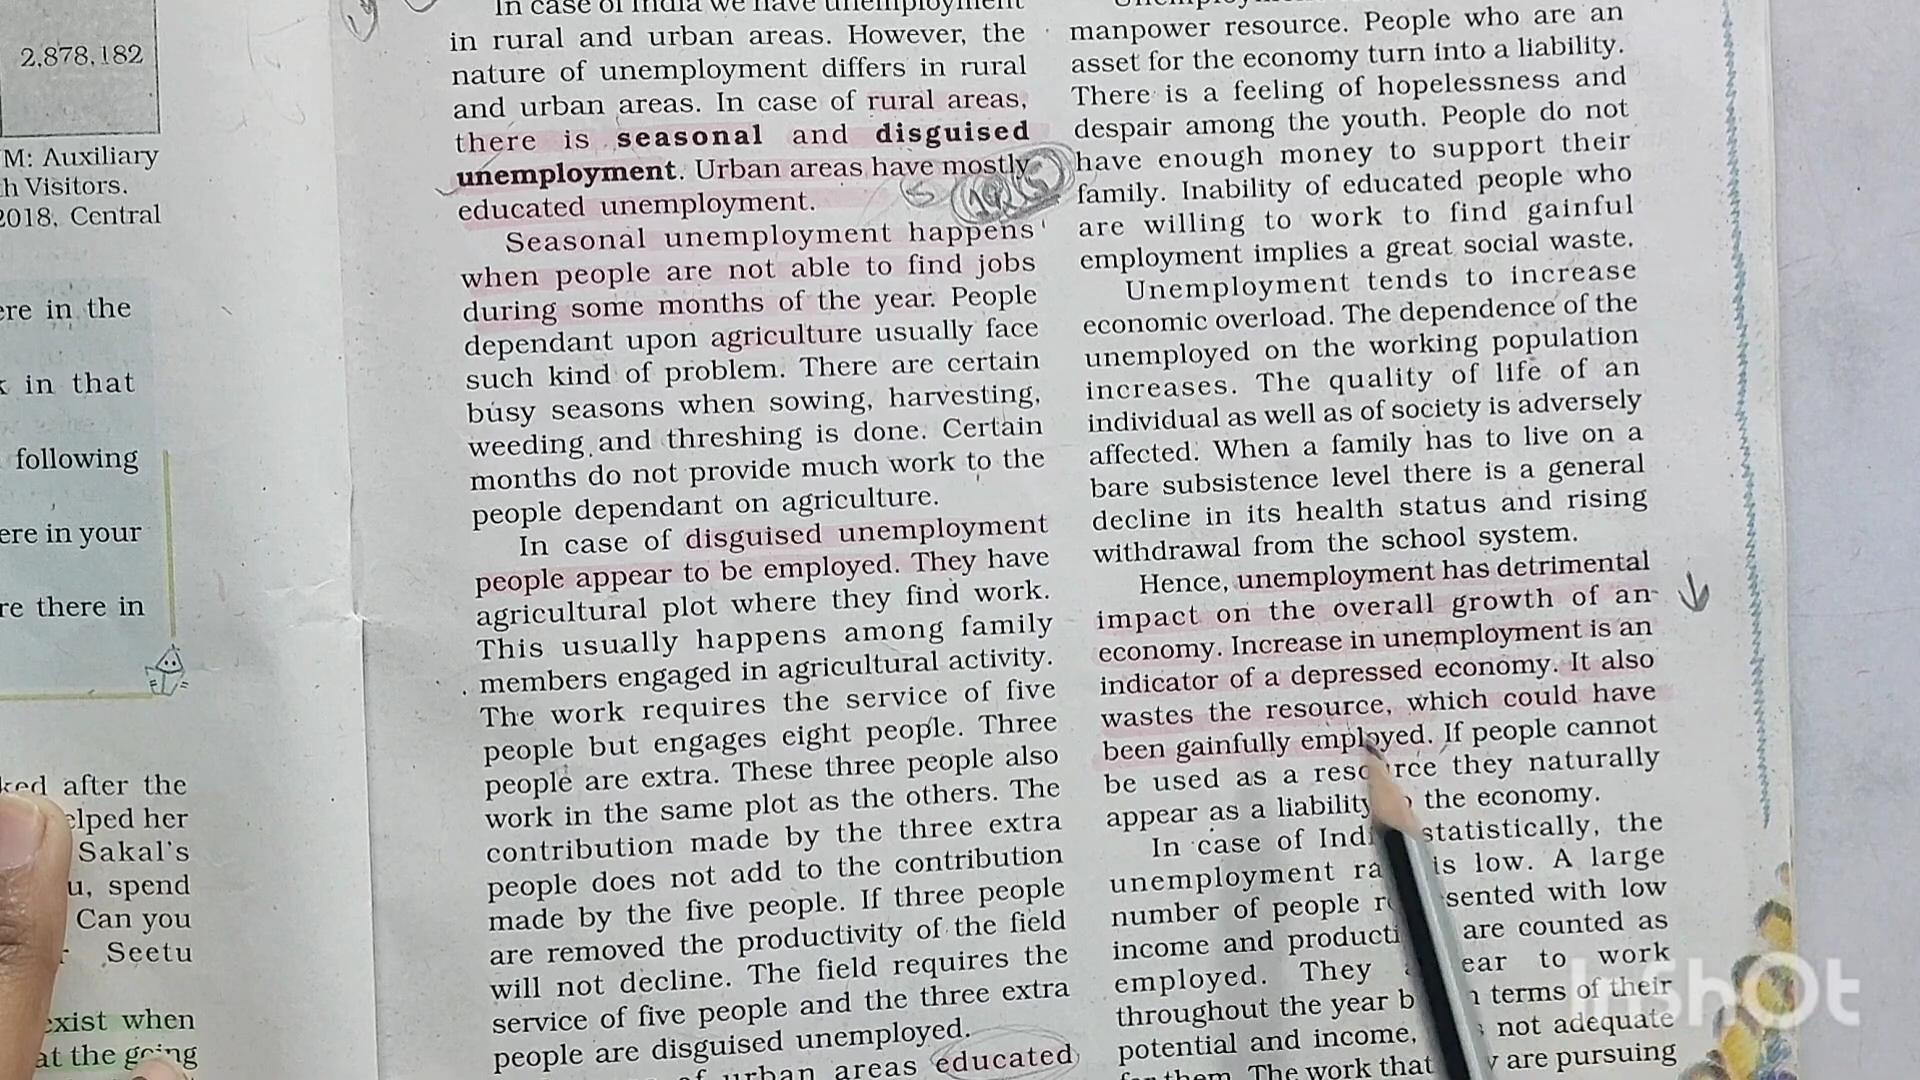 2,878,182
M: Auxiliary
h Visitors.
2018, Central
ere in the
in that
following
ere in your
re there in
ked after the
elped her
Sakal's
u, spend
Can you
Seetu
exist when
at the going
In case of India we have unemployment
in rural and urban areas. However, the
nature of unemployment differs in rural
and urban areas. In case of rural areas,
there is seasonal and disguised
unemployment. Urban areas have mostly
educated unemployment.
Seasonal unemployment happens
when people are not able to find jobs
during some months of the year. People
dependant upon agriculture usually face
such kind of problem. There are certain
busy seasons when sowing, harvesting,
weeding and threshing is done. Certain
months do not provide much work to the
people dependant on agriculture.
In case of disguised unemployment
people appear to be employed. They have
agricultural plot where they find work.
This usually happens among family
members engaged in agricultural activity.
The work requires the service of five
people but engages eight people. Three
people are extra. These three people also
work in the same plot as the others. The
contribution made by the three extra
people does not add to the contribution
made by the five people. If three people
are removed the productivity of the field
will not decline. The field requires the
service of five people and the three extra
people are disguised unemployed.
of urban areas educated
manpower resource. People who are an
asset for the economy turn into a liability.
There is a feeling of hopelessness and
despair among the youth. People do not
have enough money to support their
family. Inability of educated people who
are willing to work to find gainful
employment implies a great social waste.
Unemployment tends to increase
economic overload. The dependence of the
unemployed on the working population
increases. The quality of life of an
individual as well as of society is adversely
affected. When a family has to live on a
bare subsistence level there is a general
decline in its health status and rising
withdrawal from the school system.
Hence, unemployment has detrimental
impact on the overall growth of an
economy. Increase in unemployment is an
indicator of a depressed economy. It also
wastes the resource, which could have
been gainfully employed. If people cannot
be used as a resource they naturally
appear as a liability the economy.
In case of Ind statistically, the
unemployment ra is low. A large
number of people r sented with low
income and producti are counted as
employed. They ear to work
throughout the year b n terms of their
potential and income, not adequate
for them. The work that y are pursuing
InShOt